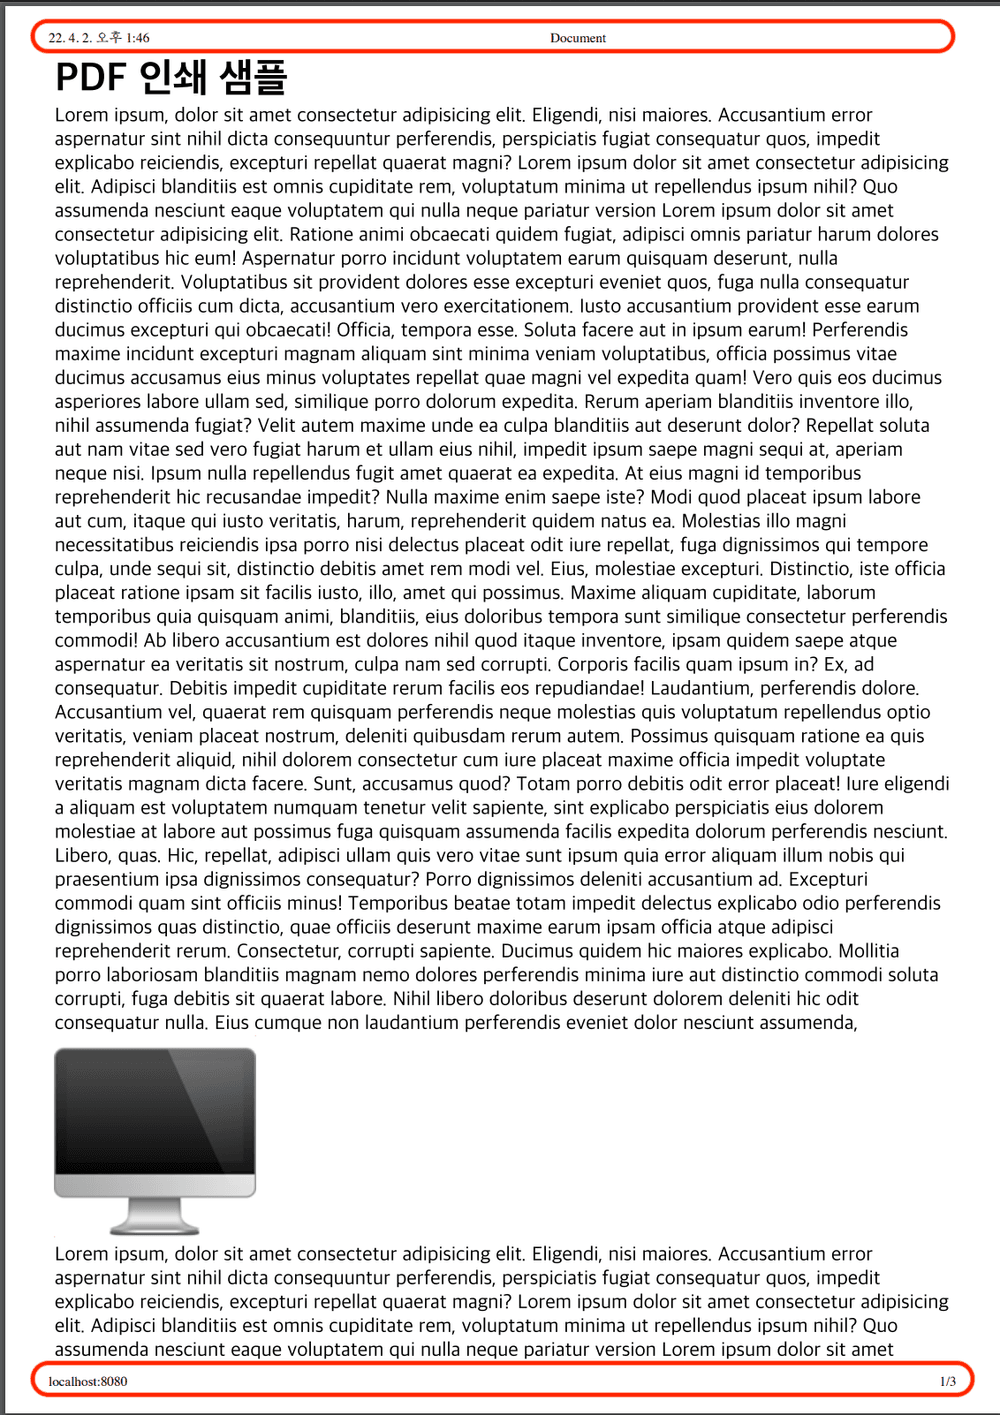 22. 4. 2. 오후 1:46 Document
PDF 인쇄 샘플
Lorem ipsum, dolor sit amet consectetur adipisicing elit. Eligendi, nisi maiores. Accusantium error
aspernatur sint nihil dicta consequuntur perferendis, perspiciatis fugiat consequatur quos, impedit
explicabo reiciendis, excepturi repellat quaerat magni? Lorem ipsum dolor sit amet consectetur adipisicing
elit. Adipisci blanditiis est omnis cupiditate rem, voluptatum minima ut repellendus ipsum nihil? Quo
assumenda nesciunt eaque voluptatem qui nulla neque pariatur version Lorem ipsum dolor sit amet
consectetur adipisicing elit. Ratione animi obcaecati quidem fugiat, adipisci omnis pariatur harum dolores
voluptatibus hic eum! Aspernatur porro incidunt voluptatem earum quisquam deserunt, nulla
reprehenderit. Voluptatibus sit provident dolores esse excepturi eveniet quos, fuga nulla consequatur
distinctio officiis cum dicta, accusantium vero exercitationem. Iusto accusantium provident esse earum
ducimus excepturi qui obcaecati! Officia, tempora esse. Soluta facere aut in ipsum earum! Perferendis
maxime incidunt excepturi magnam aliquam sint minima veniam voluptatibus, officia possimus vitae
ducimus accusamus eius minus voluptates repellat quae magni vel expedita quam! Vero quis eos ducimus
asperiores labore ullam sed, similique porro dolorum expedita. Rerum aperiam blanditiis inventore illo,
nihil assumenda fugiat? Velit autem maxime unde ea culpa blanditiis aut deserunt dolor? Repellat soluta
aut nam vitae sed vero fugiat harum et ullam eius nihil, impedit ipsum saepe magni sequi at, aperiam
neque nisi. Ipsum nulla repellendus fugit amet quaerat ea expedita. At eius magni id temporibus
reprehenderit hic recusandae impedit? Nulla maxime enim saepe iste? Modi quod placeat ipsum labore
aut cum, itaque qui iusto veritatis, harum, reprehenderit quidem natus ea. Molestias illo magni
necessitatibus reiciendis ipsa porro nisi delectus placeat odit iure repellat, fuga dignissimos qui tempore
culpa, unde sequi sit, distinctio debitis amet rem modi vel. Eius, molestiae excepturi. Distinctio, iste officia
placeat ratione ipsam sit facilis iusto, illo, amet qui possimus. Maxime aliquam cupiditate, laborum
temporibus quia quisquam animi, blanditiis, eius doloribus tempora sunt similique consectetur perferendis
commodi! Ab libero accusantium est dolores nihil quod itaque inventore, ipsam quidem saepe atque
aspernatur ea veritatis sit nostrum, culpa nam sed corrupti. Corporis facilis quam ipsum in? Ex, ad
consequatur. Debitis impedit cupiditate rerum facilis eos repudiandae! Laudantium, perferendis dolore.
Accusantium vel, quaerat rem quisquam perferendis neque molestias quis voluptatum repellendus optio
veritatis, veniam placeat nostrum, deleniti quibusdam rerum autem. Possimus quisquam ratione ea quis
reprehenderit aliquid, nihil dolorem consectetur cum iure placeat maxime officia impedit voluptate
veritatis magnam dicta facere. Sunt, accusamus quod? Totam porro debitis odit error placeat! Iure eligendi
a aliquam est voluptatem numquam tenetur velit sapiente, sint explicabo perspiciatis eius dolorem
molestiae at labore aut possimus fuga quisquam assumenda facilis expedita dolorum perferendis nesciunt.
Libero, quas. Hic, repellat, adipisci ullam quis vero vitae sunt ipsum quia error aliquam illum nobis qui
praesentium ipsa dignissimos consequatur? Porro dignissimos deleniti accusantium ad. Excepturi
commodi quam sint officiis minus! Temporibus beatae totam impedit delectus explicabo odio perferendis
dignissimos quas distinctio, quae officiis deserunt maxime earum ipsam officia atque adipisci
reprehenderit rerum. Consectetur, corrupti sapiente. Ducimus quidem hic maiores explicabo. Mollitia
porro laboriosam blanditiis magnam nemo dolores perferendis minima iure aut distinctio commodi soluta
corrupti, fuga debitis sit quaerat labore. Nihil libero doloribus deserunt dolorem deleniti hic odit
consequatur nulla. Eius cumque non laudantium perferendis eveniet dolor nesciunt assumenda,
Lorem ipsum, dolor sit amet consectetur adipisicing elit. Eligendi, nisi maiores. Accusantium error
aspernatur sint nihil dicta consequuntur perferendis, perspiciatis fugiat consequatur quos, impedit
explicabo reiciendis, excepturi repellat quaerat magni? Lorem ipsum dolor sit amet consectetur adipisicing
elit. Adipisci blanditiis est omnis cupiditate rem, voluptatum minima ut repellendus ipsum nihil? Quo
assumenda nesciunt eaque voluptatem qui nulla neque pariatur version Lorem ipsum dolor sit amet
localhost:8080 1/3